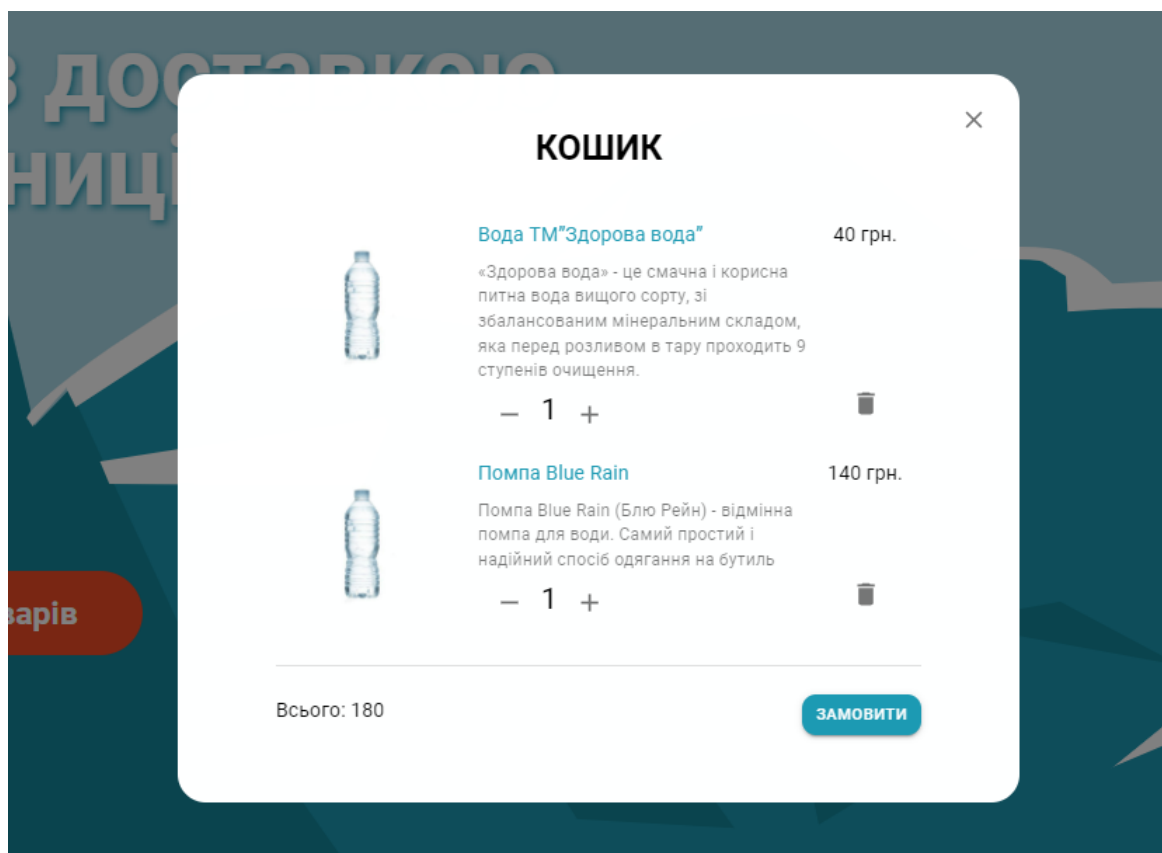 з доставкою
КОШИК
Вода ТМ"Здорова вода"
40 грн.
«Здорова вода» - це смачна і корисна
питна вода вищого сорту, зі
збалансованим мінеральним складом,
яка перед розливом в тару проходить 9
ступенів очищення.
1
Помпа Blue Rain
140 грн.
Помпа Blue Rain (Блю Рейн) - відмінна
помпа для води. Самий простий і
надійний спосіб одягання на бутиль
1
Всього: 180
ЗАМОВИТИ